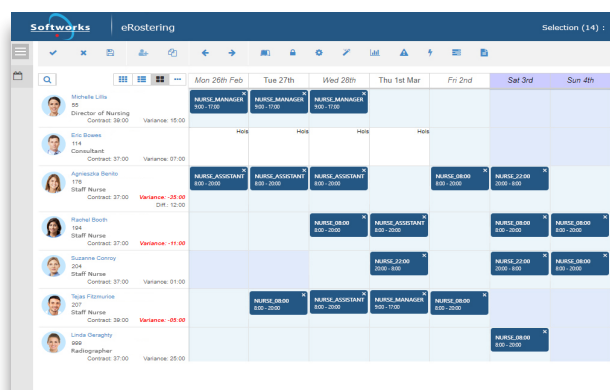 Softworks
eRostering
Selection (14) :
Mon 26th Feb Tue 27th Wed 28th Thu 1st Mar Fri 2nd Sat 3rd Sun 4th
Michelle Lillis
55
Director of Nursing
Contract: 39:00 Variance: 15:00
NURSE_MANAGER × NURSE_MANAGER × NURSE_MANAGER ×
9:00 - 17:00 9:00 - 17:00 9:00 - 17:00
Eric Bowes
114
Consultant
Contract: 37:00 Variance: 07:00
Hols Hols Hols Hols
Agnieszka Benito
178
Staff Nurse
Contract: 37:00 Variance: -35:00
Diff.: 12:00
NURSE_ASSISTANT × NURSE_ASSISTANT × NURSE_ASSISTANT × NURSE_08:00 × NURSE_22:00 ×
8:00 - 20:00 8:00 - 20:00 8:00 - 20:00 8:00 - 20:00 20:00 - 8:00
Rachel Booth
194
Staff Nurse
Contract: 37:00 Variance: -11:00
NURSE_08:00 × NURSE_ASSISTANT × NURSE_08:00 × NURSE_08:00 ×
8:00 - 20:00 8:00 - 20:00 8:00 - 20:00 8:00 - 20:00
Suzanne Conroy
204
Staff Nurse
Contract: 37:00 Variance: 01:00
NURSE_22:00 × NURSE_22:00 × NURSE_08:00 ×
20:00 - 8:00 20:00 - 8:00 8:00 - 20:00
Tejas Fitzmuride
207
Staff Nurse
Contract: 39:00 Variance: -05:00
NURSE_08:00 × NURSE_ASSISTANT × NURSE_MANAGER × NURSE_08:00 ×
8:00 - 20:00 8:00 - 20:00 9:00 - 17:00 8:00 - 20:00
Linda Geraghty
999
Radiographer
Contract: 37:00 Variance: 25:00
NURSE_08:00 ×
8:00 - 20:00